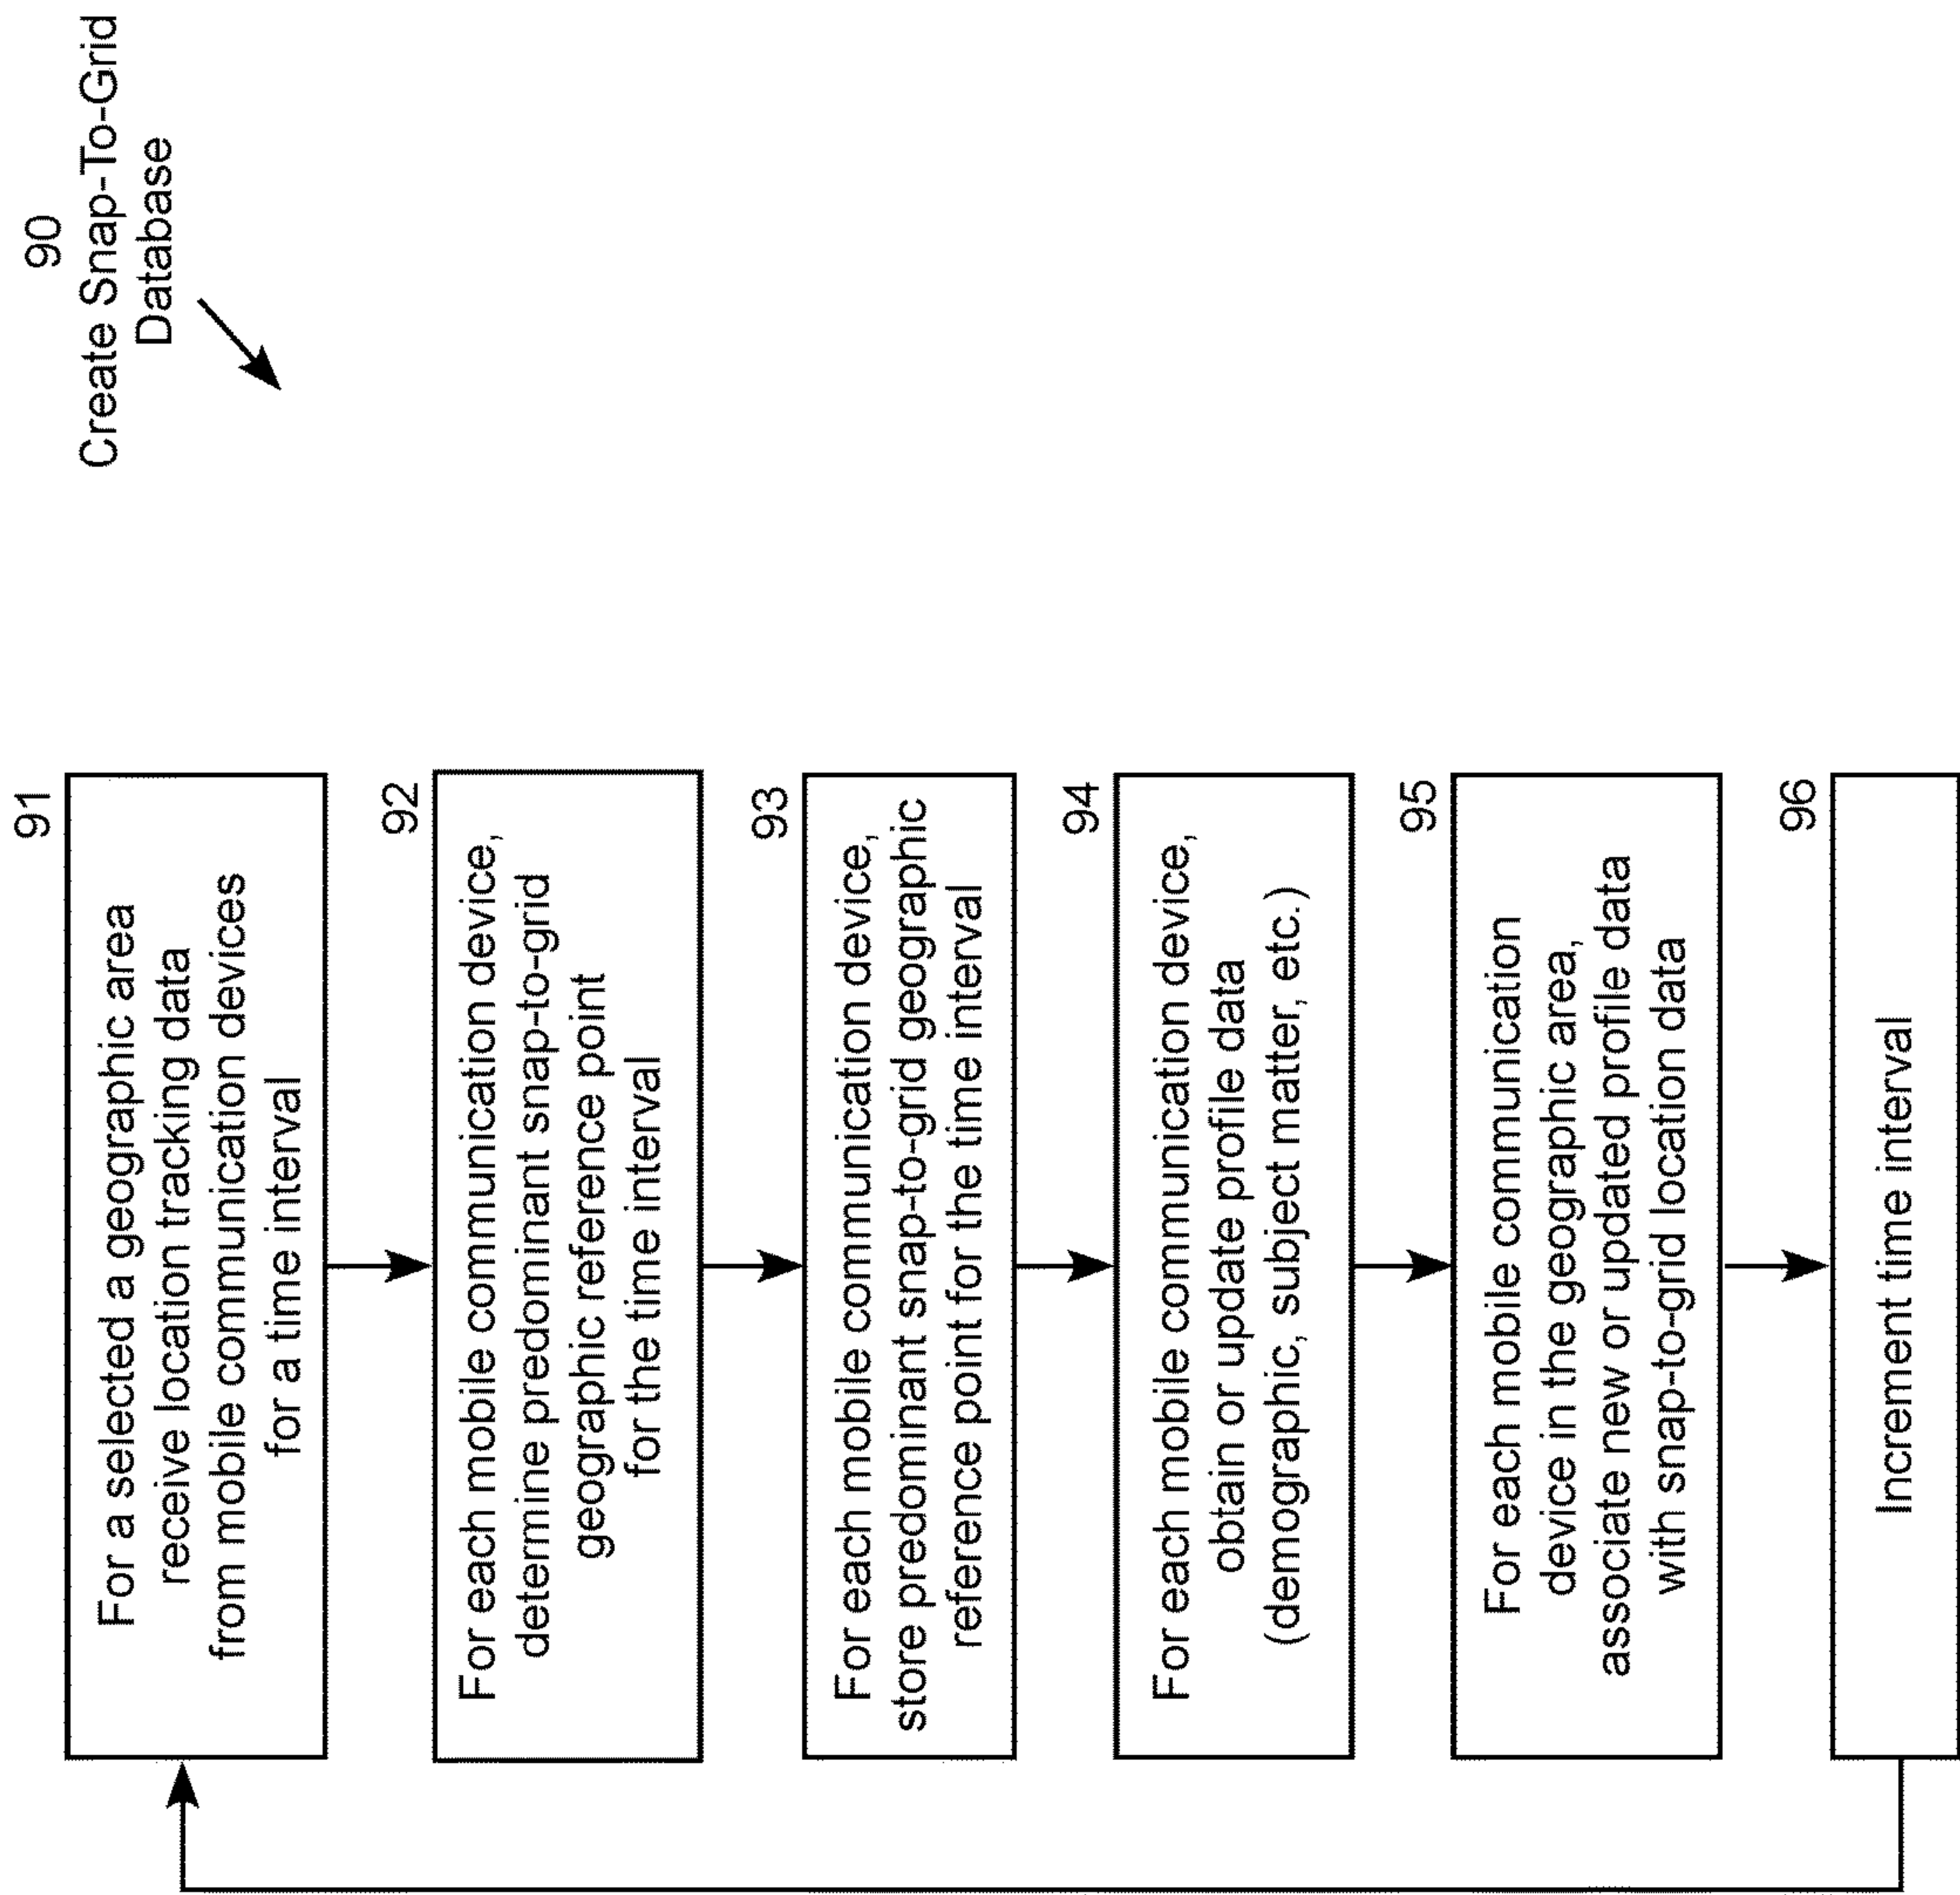 90
Create Snap-To-Grid
Database
91
For a selected a geographic area
receive location tracking data
from mobile communication devices
for a time interval
92
For each mobile communication device,
determine predominant snap-to-grid
geographic reference point
for the time interval
93
For each mobile communication device,
store predominant snap-to-grid geographic
reference point for the time interval
94
For each mobile communication device,
obtain or update profile data
(demographic, subject matter, etc.)
95
For each mobile communication
device in the geographic area,
associate new or updated profile data
with snap-to-grid location data
96
Increment time interval